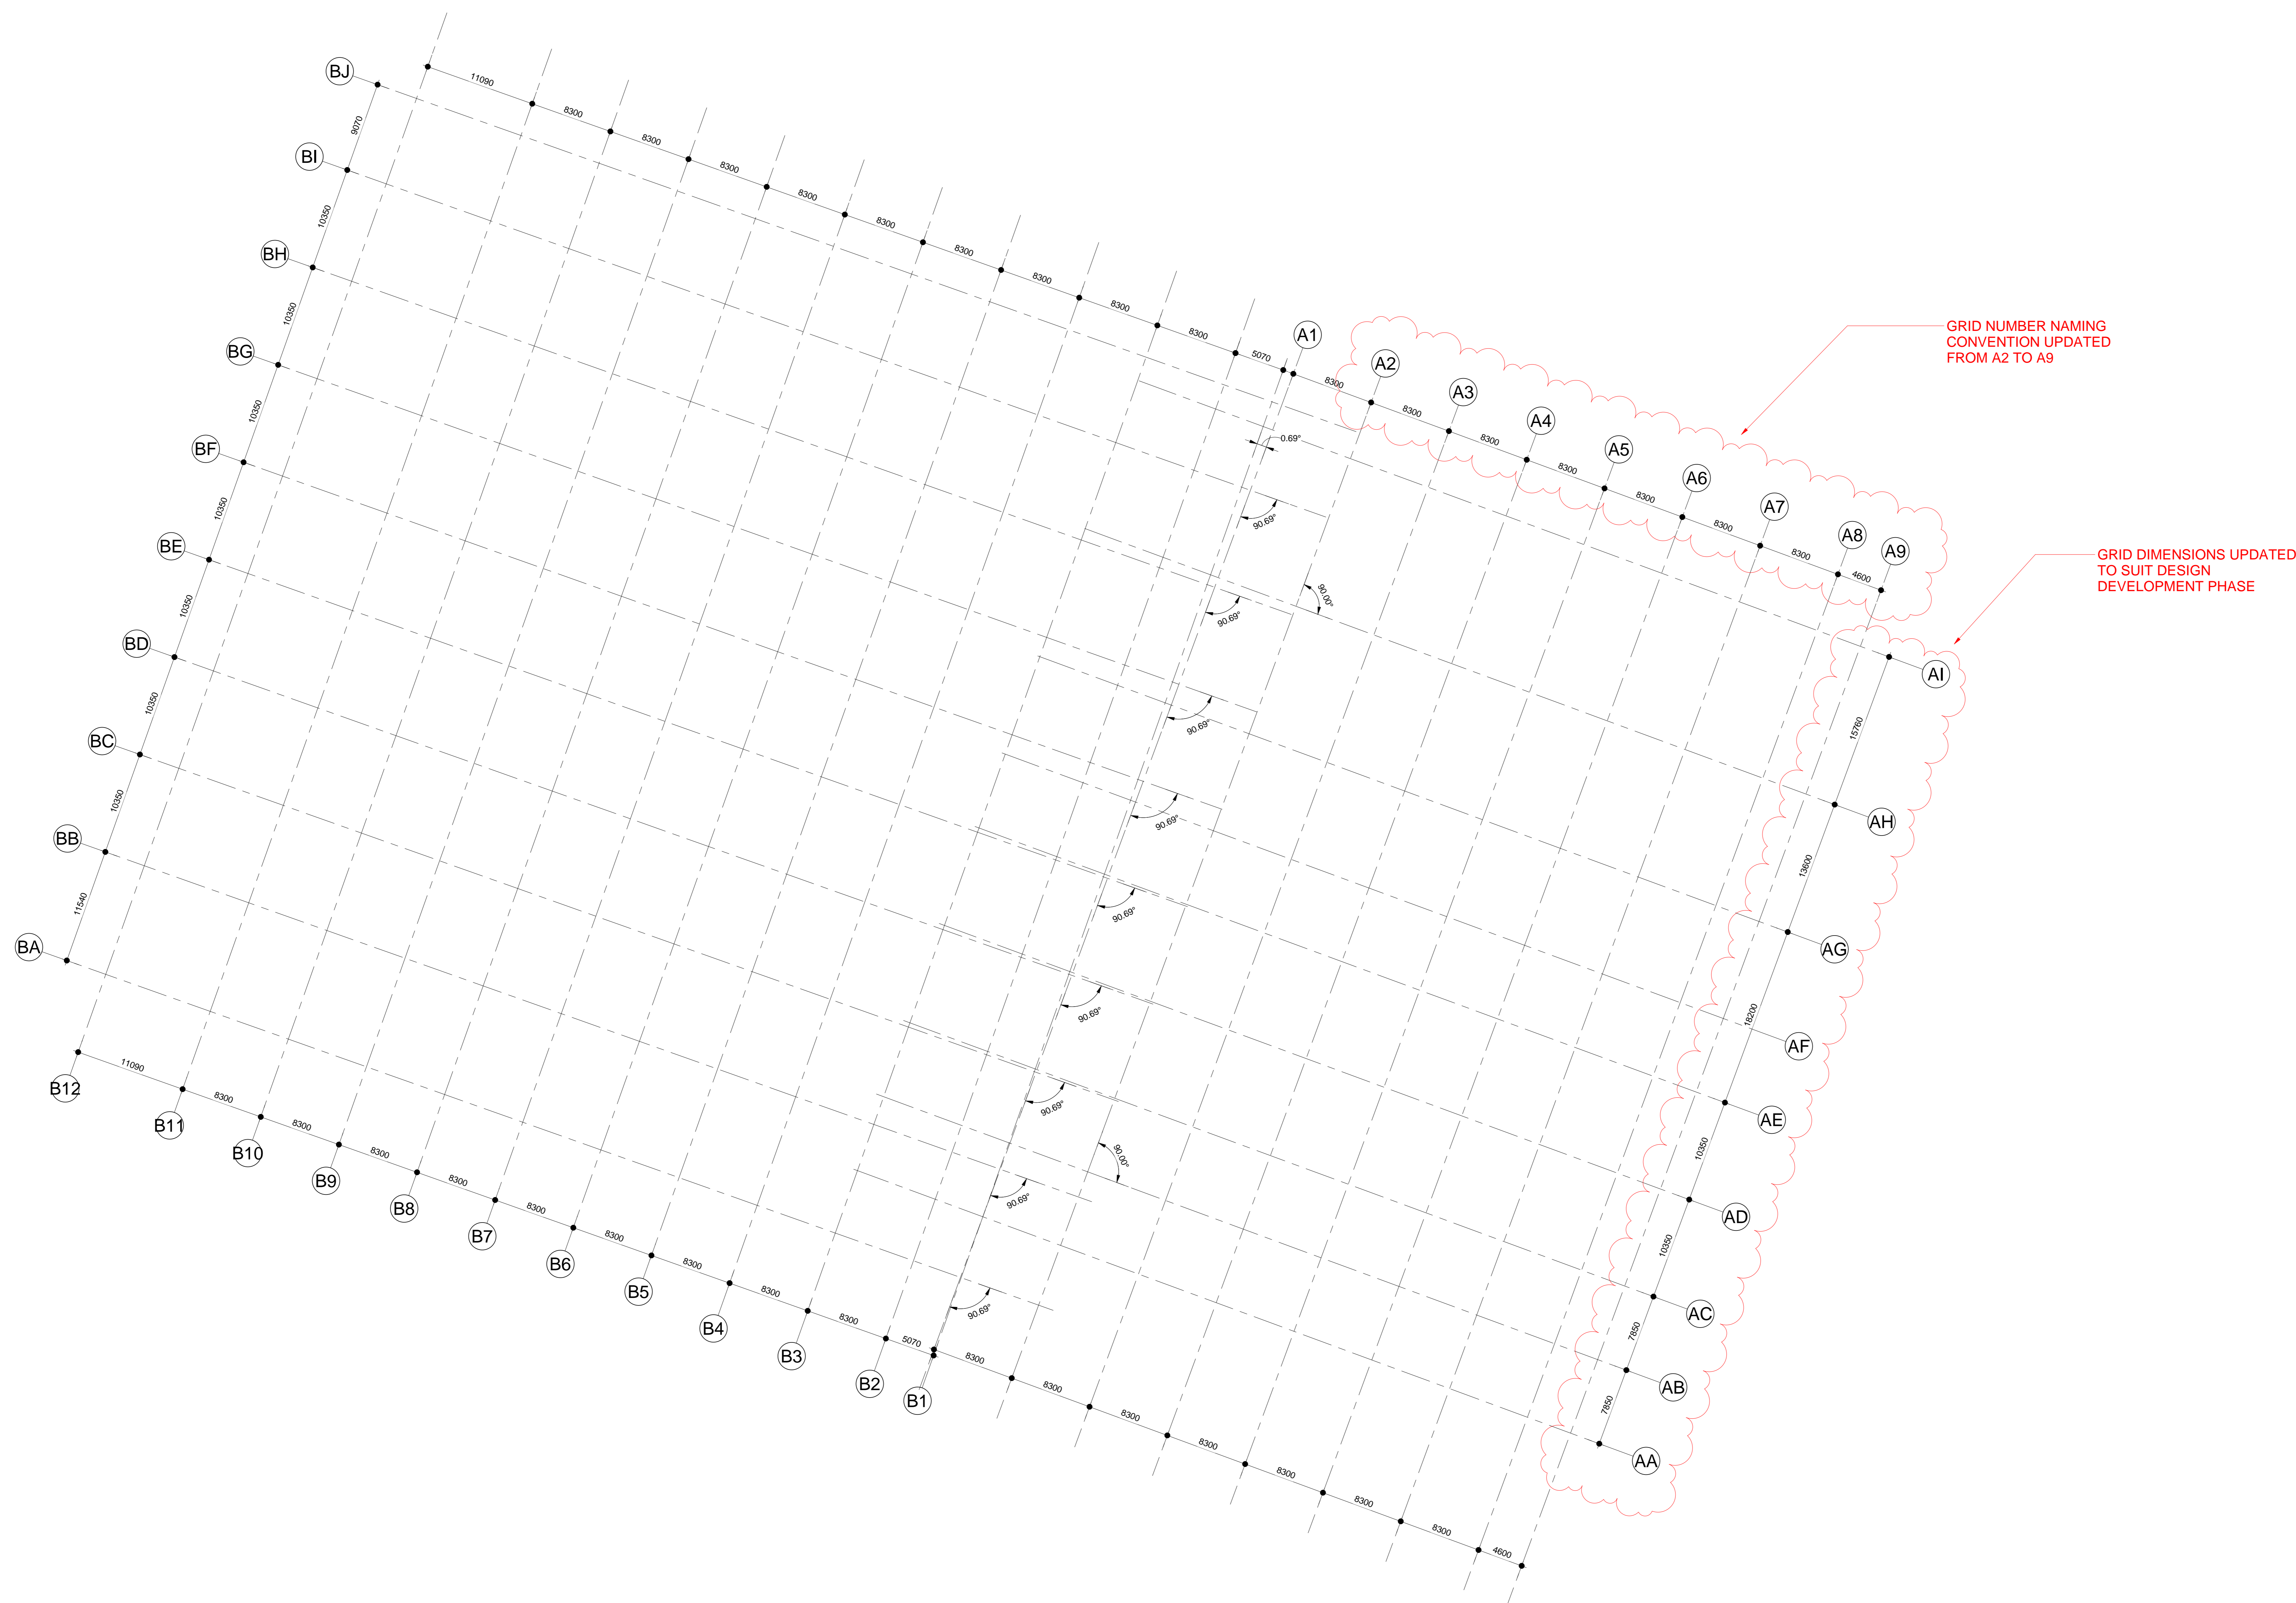 BJ
BI
BH
BG
BF
BE
BD
BC
BB
BA
9070
10350
10350
10350
10350
10350
10350
10350
11540
11090
8300
8300
8300
8300
8300
8300
8300
8300
8300
5070
A1
A2
A3
A4
A5
A6
A7
A8
A9
8300
8300
8300
8300
8300
8300
8300
4600
GRID NUMBER NAMING
CONVENTION UPDATED
FROM A2 TO A9
GRID DIMENSIONS UPDATED
TO SUIT DESIGN
DEVELOPMENT PHASE
0.69°
90.69°
90.00°
90.69°
90.69°
90.69°
90.69°
90.69°
90.69°
90.00°
90.69°
90.69°
AI
AH
AG
AF
AE
AD
AC
AB
AA
15760
13600
18200
10350
10350
7850
7850
B12
B11
B10
B9
B8
B7
B6
B5
B4
B3
B2
B1
11090
8300
8300
8300
8300
8300
8300
8300
8300
8300
5070
8300
8300
8300
8300
8300
8300
8300
4600